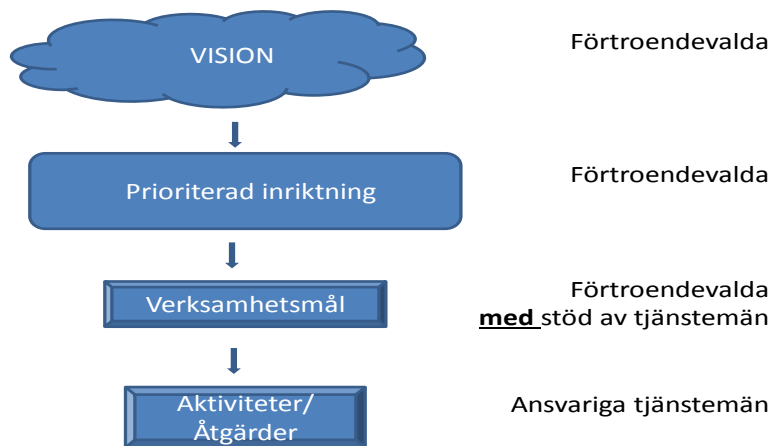 VISION
Förtroendevalda
Prioriterad inriktning
Förtroendevalda
Verksamhetsmål
Förtroendevalda
med stöd av tjänstemän
Aktiviteter/
Åtgärder
Ansvariga tjänstemän